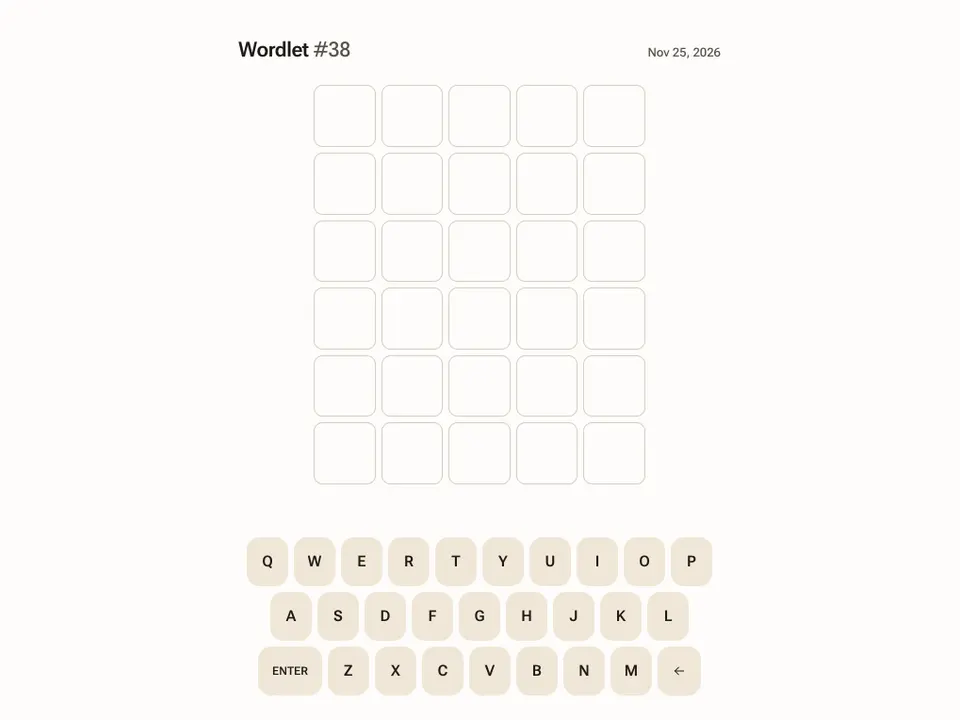 Wordlet #38
Nov 25, 2026
Q W E R T Y U I O P
A S D F G H J K L
ENTER Z X C V B N M ←